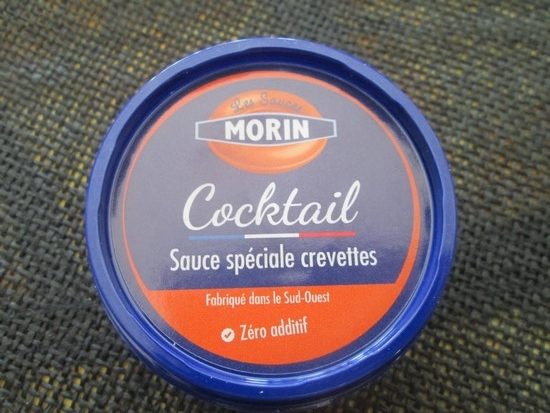 Les Sauces
MORIN
Cocktail
Sauce spéciale crevettes
Fabriqué dans le Sud-Ouest
Zéro additif